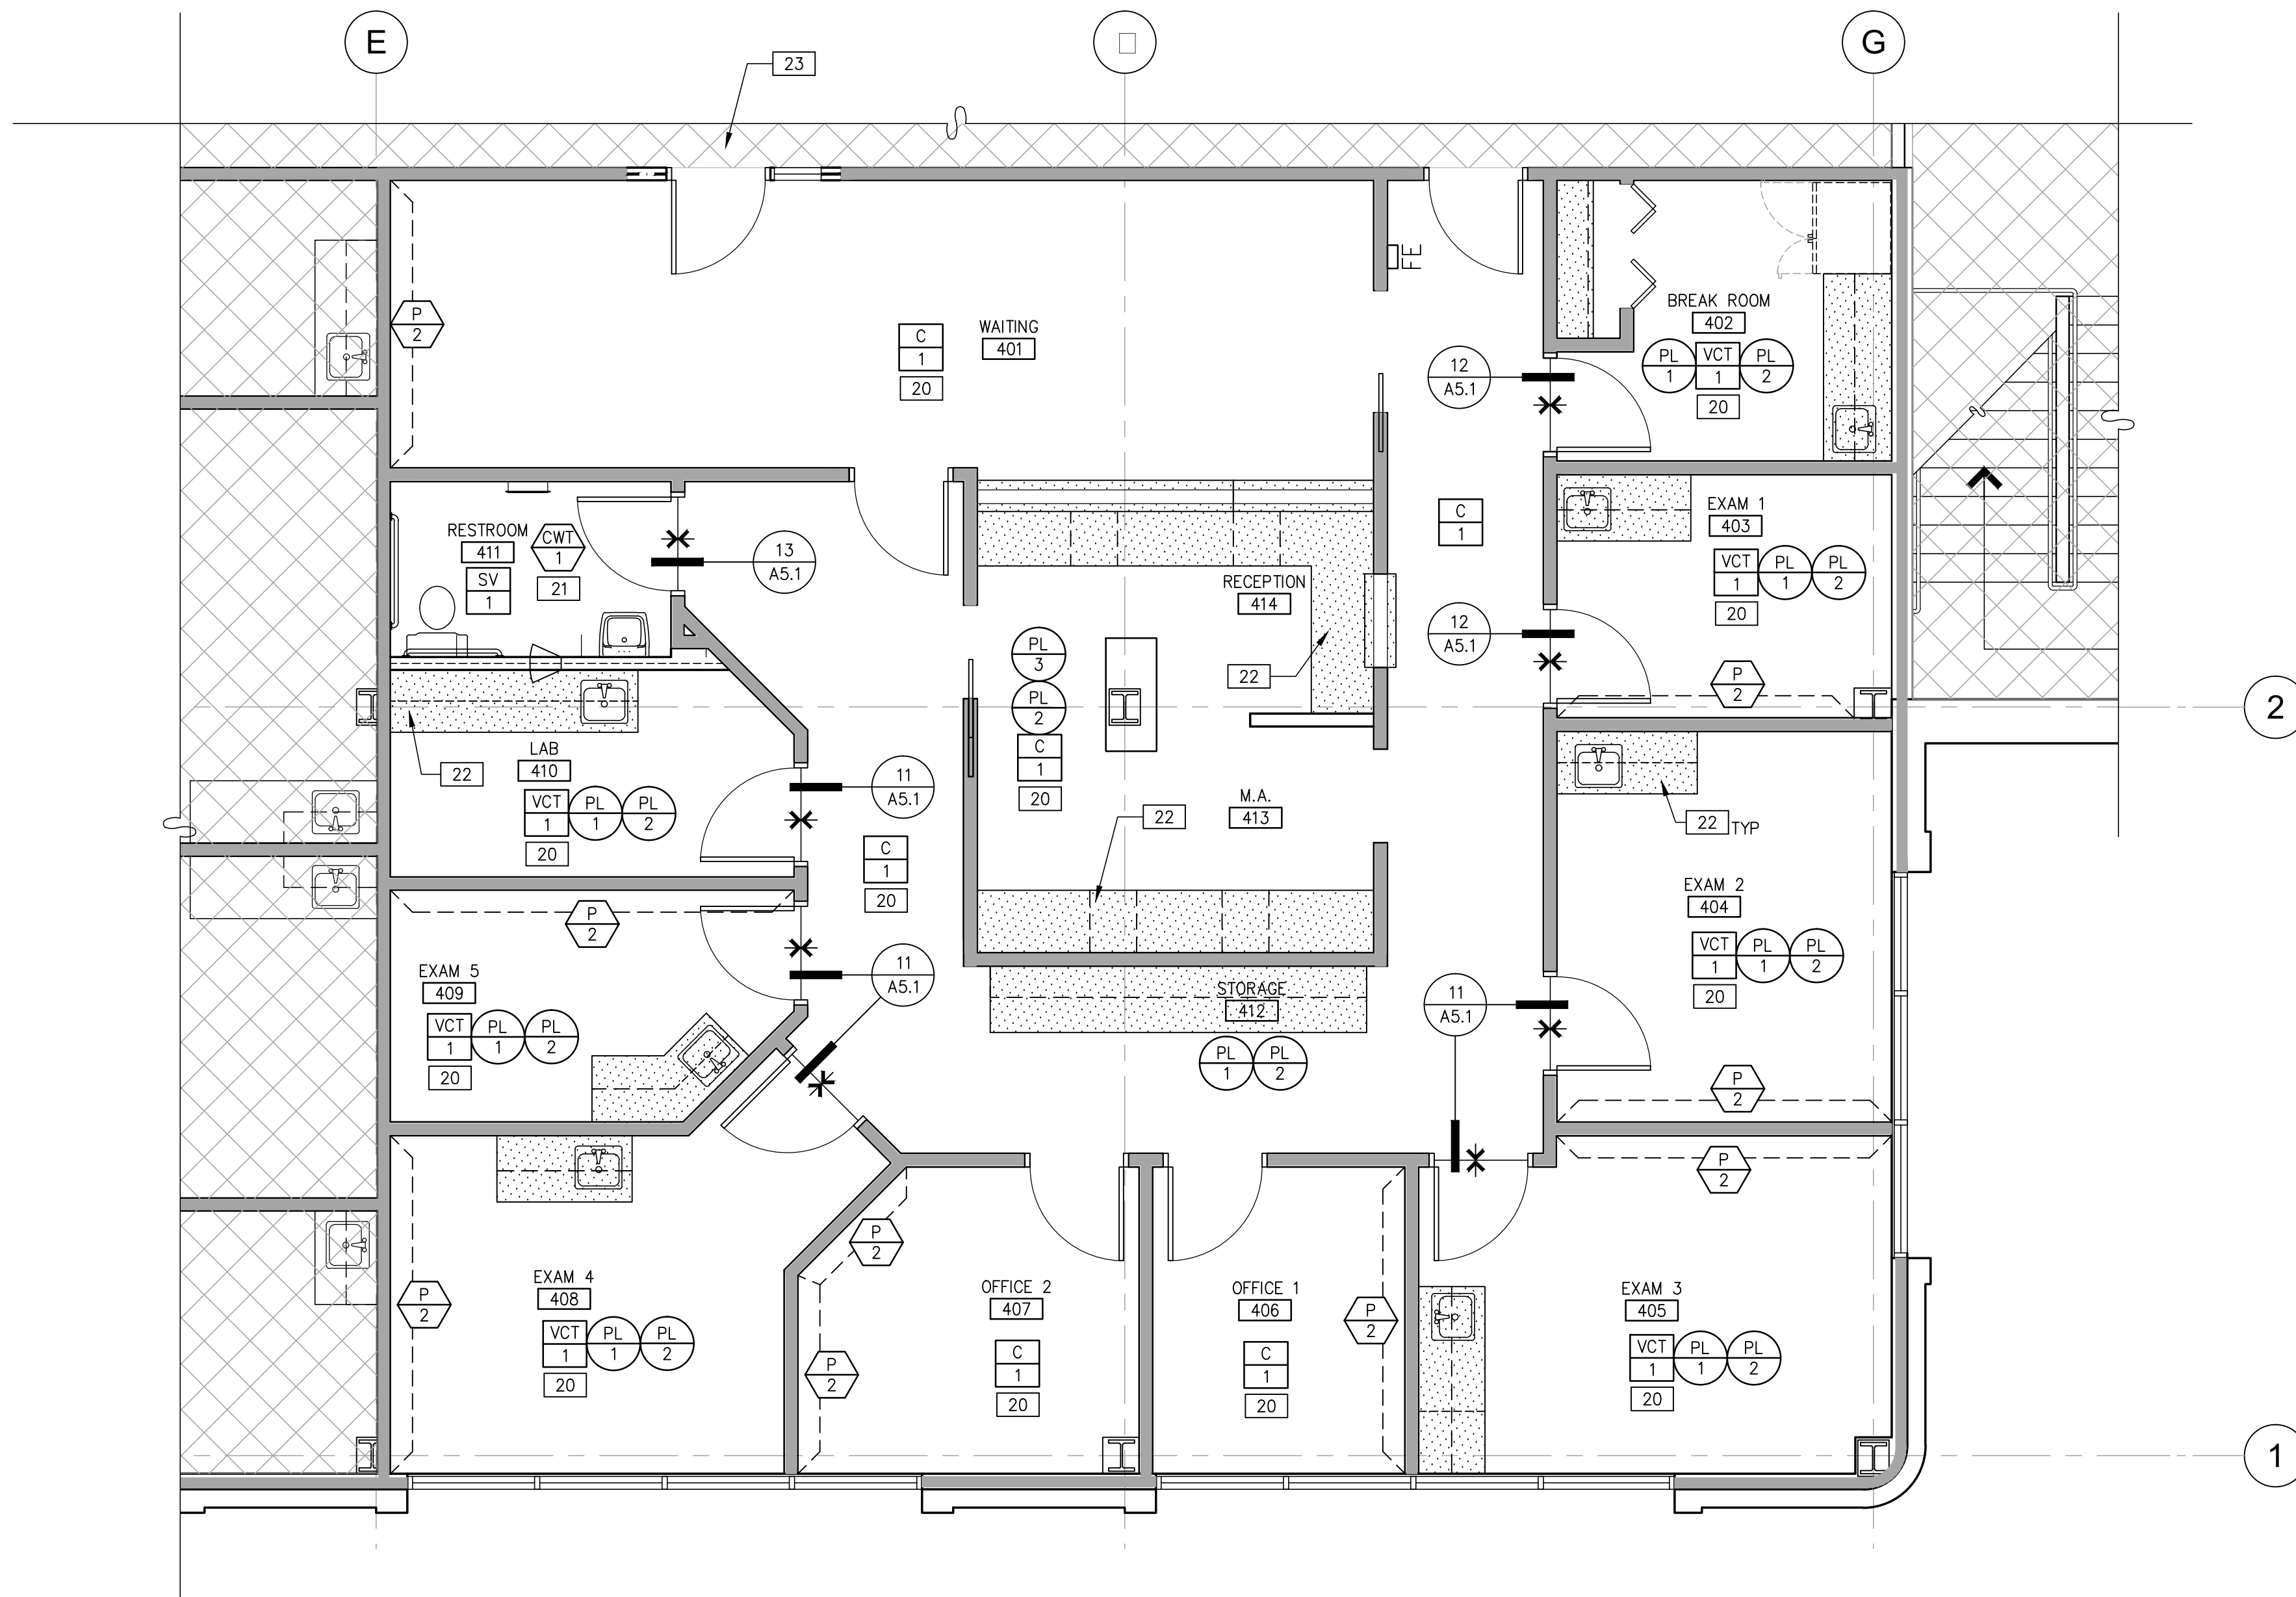 E
G
23
P
2
C
1
WAITING
401
20
FE
BREAK ROOM
402
PL
1
VCT
1
PL
2
20
12
A5.1
C
1
EXAM 1
403
VCT
1
PL
1
PL
2
20
P
2
RESTROOM
411
CWT
1
SV
1
21
13
A5.1
RECEPTION
414
22
12
A5.1
PL
3
PL
2
C
1
20
2
LAB
410
22
VCT
1
PL
1
PL
2
20
11
A5.1
M.A.
413
22
22 TYP
C
1
20
EXAM 2
404
VCT
1
PL
1
PL
2
20
P
2
P
2
EXAM 5
409
VCT
1
PL
1
PL
2
20
11
A5.1
STORAGE
412
PL
1
PL
2
11
A5.1
P
2
P
2
EXAM 4
408
VCT
1
PL
1
PL
2
20
P
2
P
2
OFFICE 2
407
C
1
20
OFFICE 1
406
C
1
20
P
2
EXAM 3
405
VCT
1
PL
1
PL
2
20
1